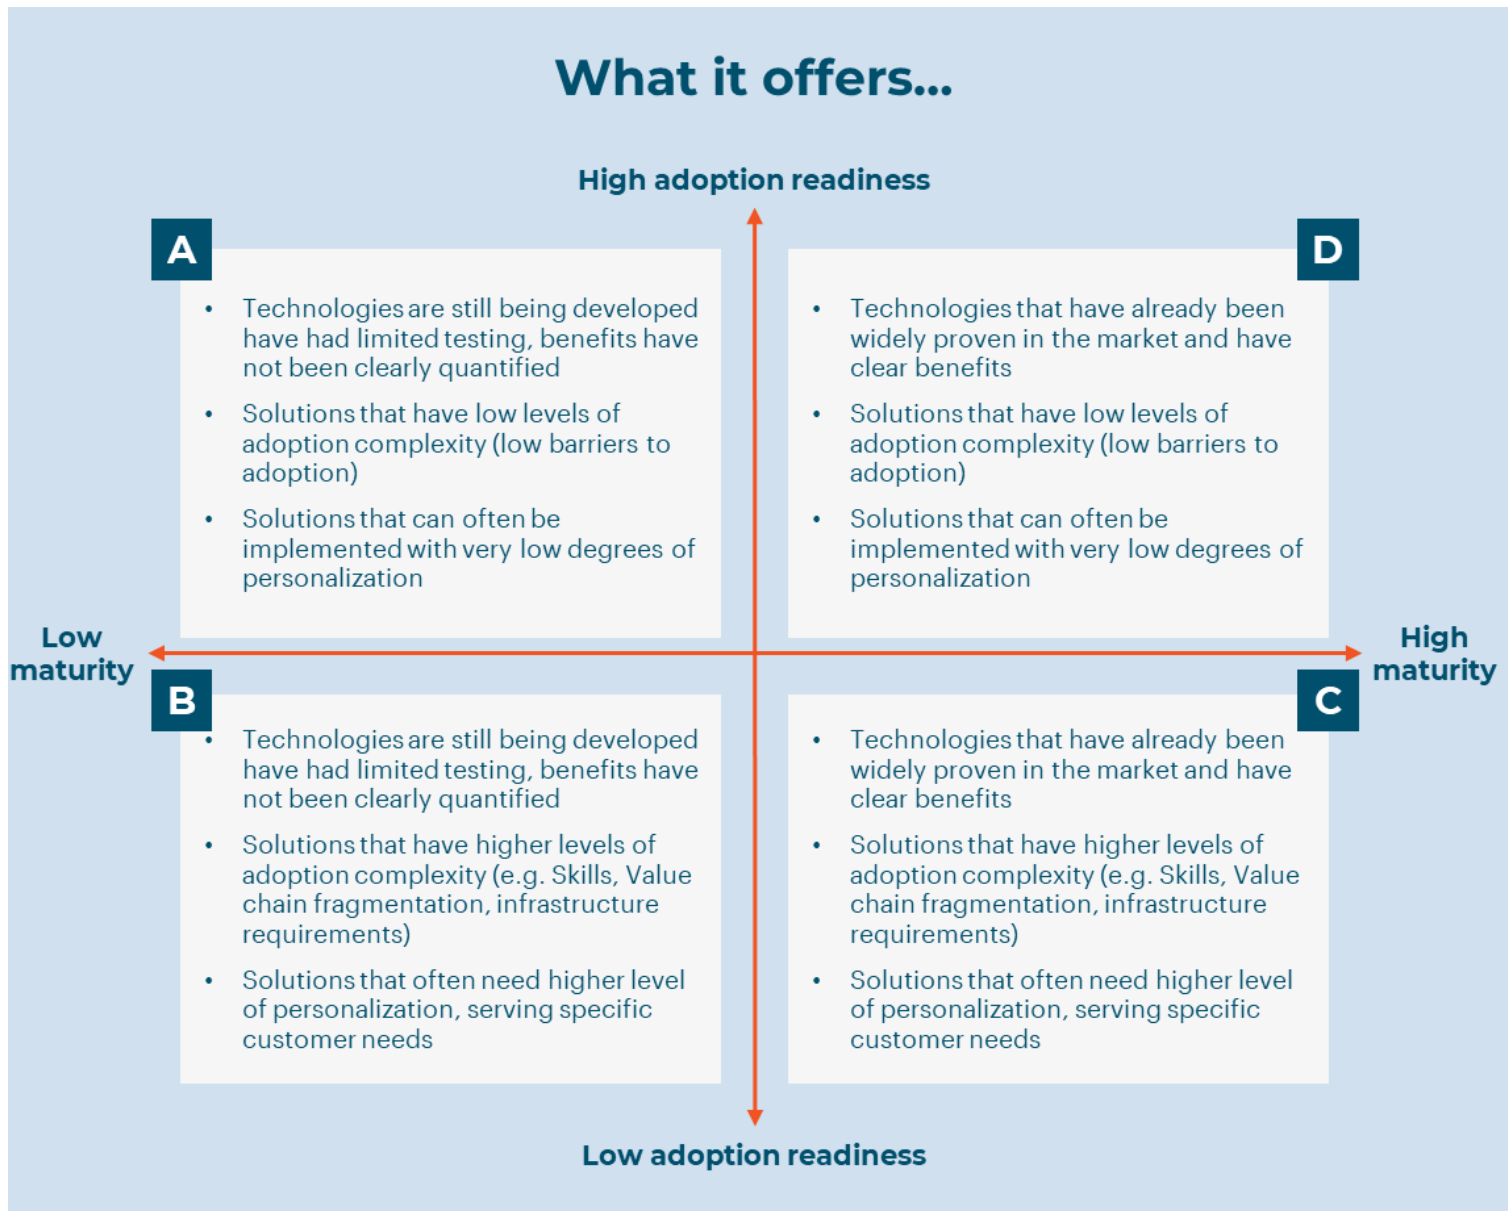 What it offers...
High adoption readiness
A
• Technologies are still being developed
have had limited testing, benefits have
not been clearly quantified
• Solutions that have low levels of
adoption complexity (low barriers to
adoption)
• Solutions that can often be
implemented with very low degrees of
personalization
D
• Technologies that have already been
widely proven in the market and have
clear benefits
• Solutions that have low levels of
adoption complexity (low barriers to
adoption)
• Solutions that can often be
implemented with very low degrees of
personalization
Low
maturity
High
maturity
B
• Technologies are still being developed
have had limited testing, benefits have
not been clearly quantified
• Solutions that have higher levels of
adoption complexity (e.g. Skills, Value
chain fragmentation, infrastructure
requirements)
• Solutions that often need higher level
of personalization, serving specific
customer needs
C
• Technologies that have already been
widely proven in the market and have
clear benefits
• Solutions that have higher levels of
adoption complexity (e.g. Skills, Value
chain fragmentation, infrastructure
requirements)
• Solutions that often need higher level
of personalization, serving specific
customer needs
Low adoption readiness